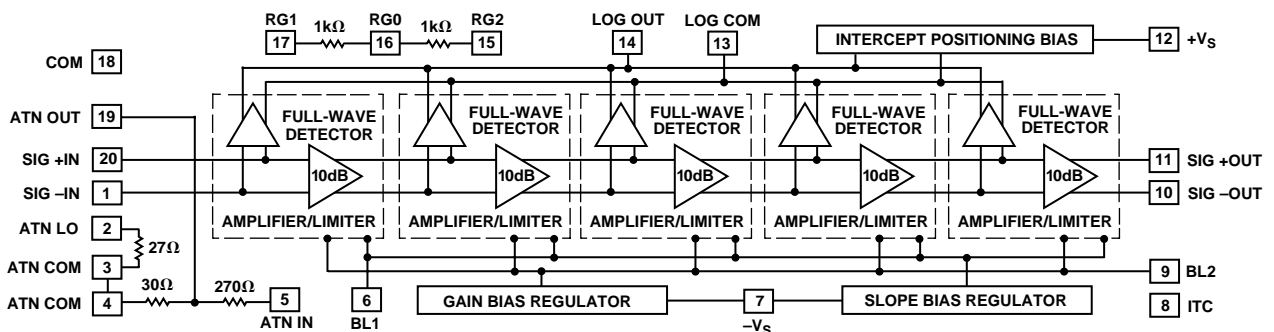 RG1 1kΩ RG0 1kΩ RG2
17 16 15
LOG OUT LOG COM
14 13
INTERCEPT POSITIONING BIAS
12 +VS
COM 18
ATN OUT 19
SIG +IN 20
SIG –IN 1
ATN LO 2
27Ω
ATN COM 3
ATN COM 4
30Ω
270Ω
5
ATN IN
FULL-WAVE
DETECTOR
10dB
AMPLIFIER/LIMITER
FULL-WAVE
DETECTOR
10dB
AMPLIFIER/LIMITER
FULL-WAVE
DETECTOR
10dB
AMPLIFIER/LIMITER
FULL-WAVE
DETECTOR
10dB
AMPLIFIER/LIMITER
FULL-WAVE
DETECTOR
10dB
AMPLIFIER/LIMITER
11 SIG +OUT
10 SIG –OUT
9 BL2
8 ITC
6
BL1
GAIN BIAS REGULATOR
7
–VS
SLOPE BIAS REGULATOR